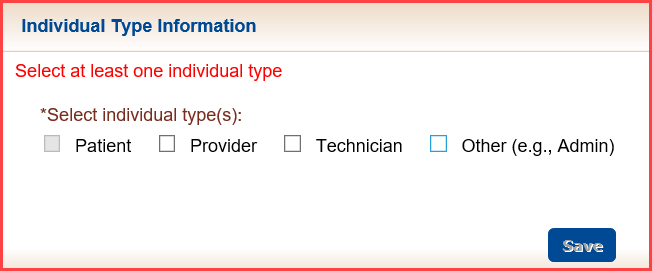 Individual Type Information
Select at least one individual type
*Select individual type(s):
Patient Provider Technician Other (e.g., Admin)
Save